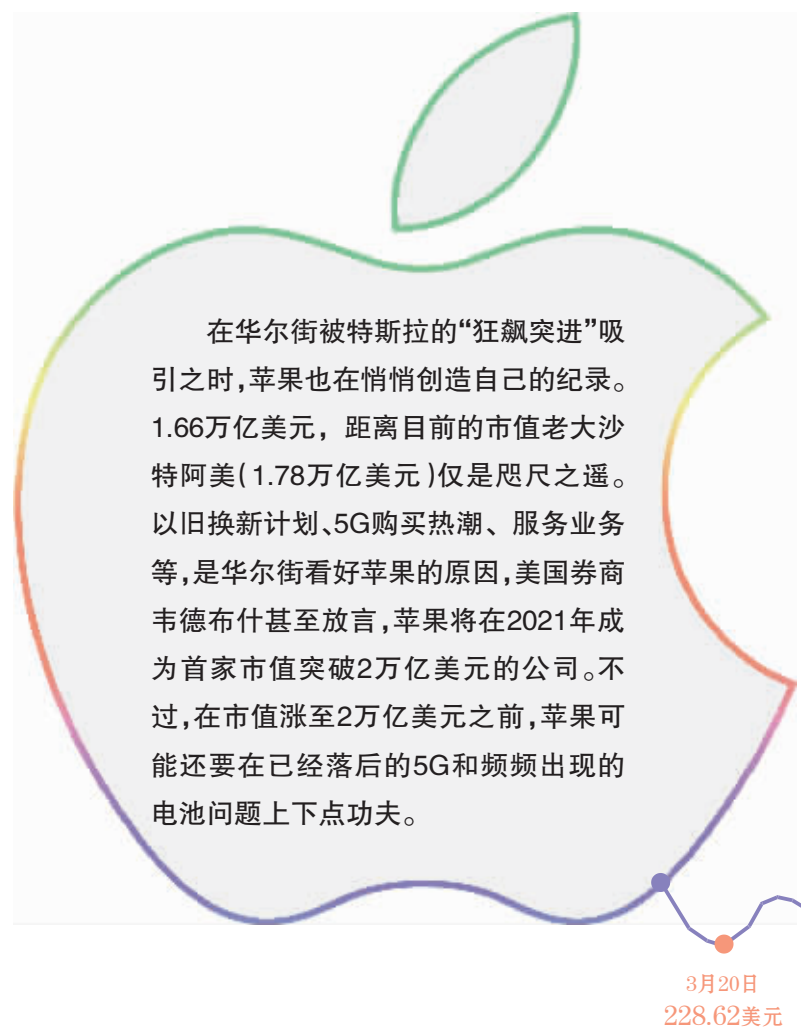 在华尔街被特斯拉的“狂飙突进”吸
引之时,苹果也在悄悄创造自己的纪录。
1.66万亿美元，距离目前的市值老大沙
特阿美(1.78万亿美元)仅是咫尺之遥。
以旧换新计划、5G购买热潮、服务业务
等,是华尔街看好苹果的原因,美国券商
韦德布什甚至放言,苹果将在2021年成
为首家市值突破2万亿美元的公司。不
过,在市值涨至2万亿美元之前,苹果可
能还要在已经落后的5G和频频出现的
电池问题上下点功夫。
3月20日
228.62美元